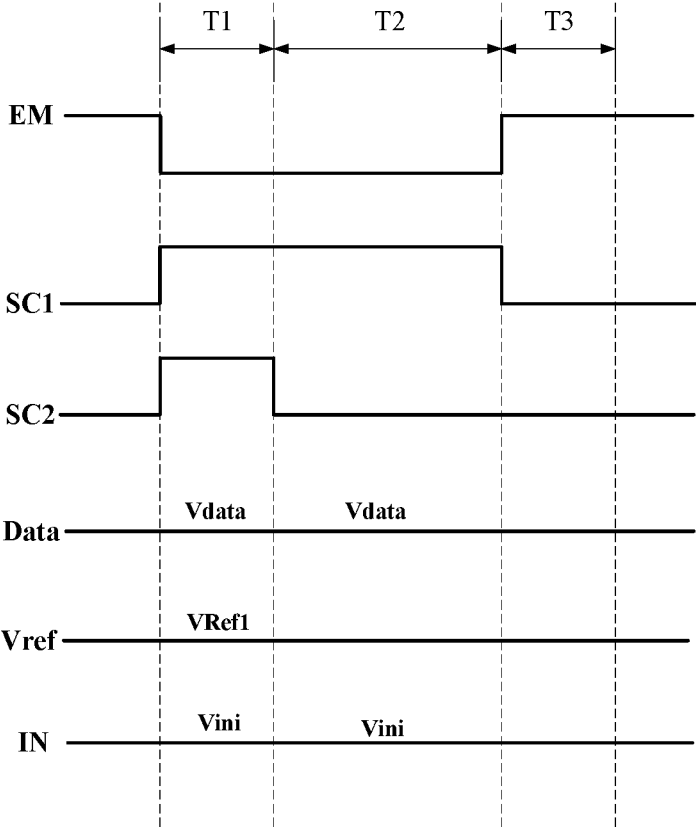 T1 T2 T3
EM
SC1
SC2
Vdata Vdata
Data
VRef1
Vref
Vini Vini
IN